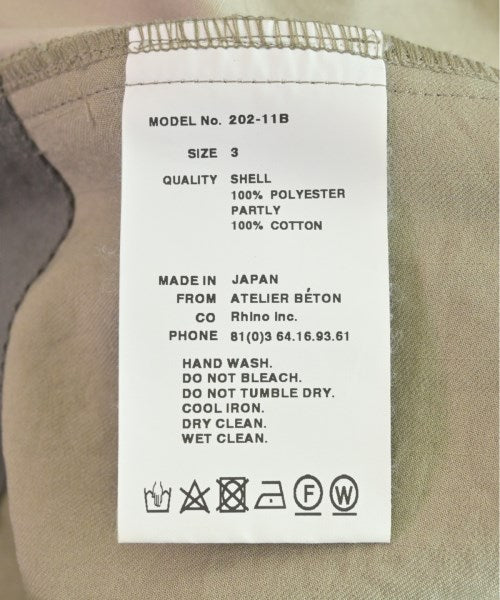 MODEL No. 202-11B
SIZE 3
QUALITY SHELL
100% POLYESTER
PARTLY
100% COTTON
MADE IN JAPAN
FROM ATELIER BÉTON
CO Rhino inc.
PHONE 81(0)3 64.16.93.61
HAND WASH.
DO NOT BLEACH.
DO NOT TUMBLE DRY.
COOL IRON.
DRY CLEAN.
WET CLEAN.
F W